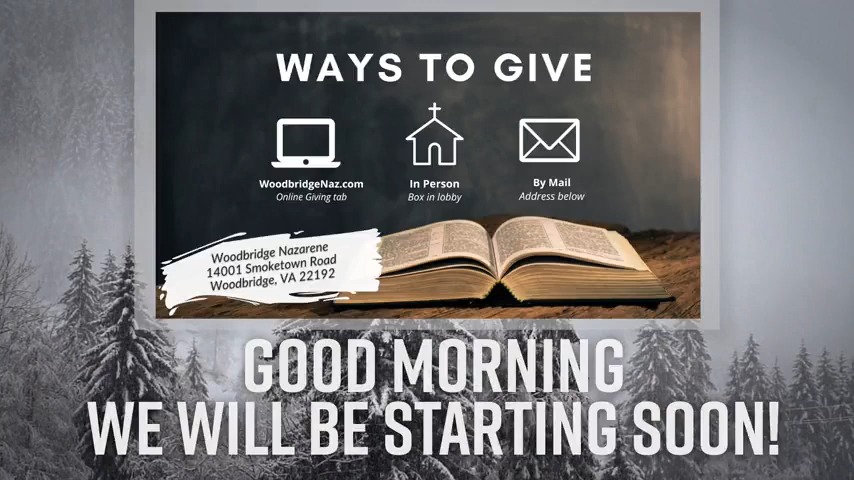 WAYS TO GIVE
WoodbridgeNaz.com
Online Giving tab
In Person
Box in lobby
By Mail
Address below
Woodbridge Nazarene
14001 Smoketown Road
Woodbridge, VA 22192
GOOD MORNING
WE WILL BE STARTING SOON!